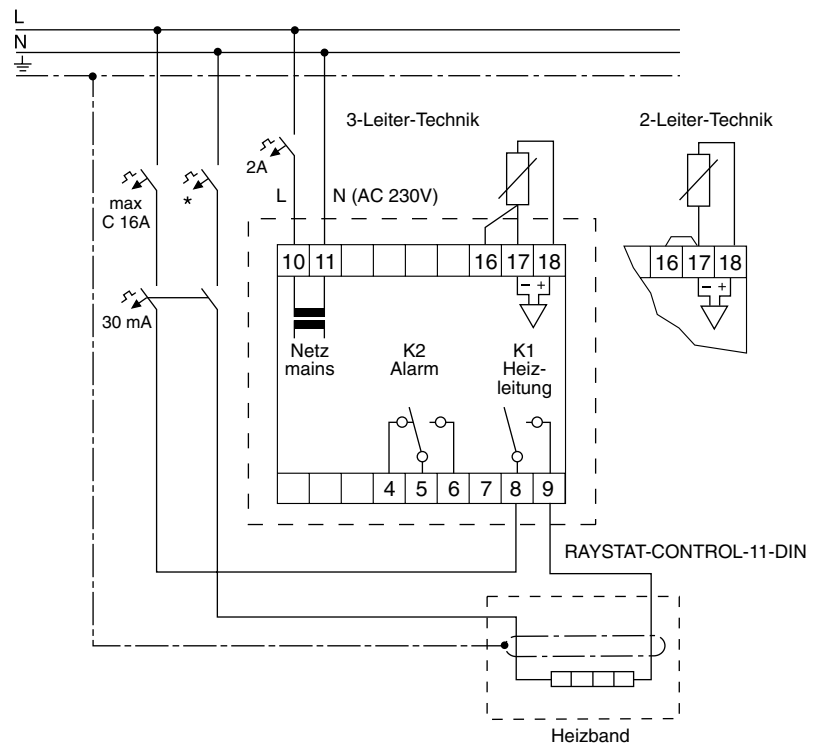 L
N
3-Leiter-Technik
2-Leiter-Technik
2A
L
N (AC 230V)
max
C 16A
*
10 11 16 17 18
16 17 18
– +
– +
30 mA
Netz
mains
K2
Alarm
K1
Heiz-
leitung
4 5 6 7 8 9
RAYSTAT-CONTROL-11-DIN
Heizband